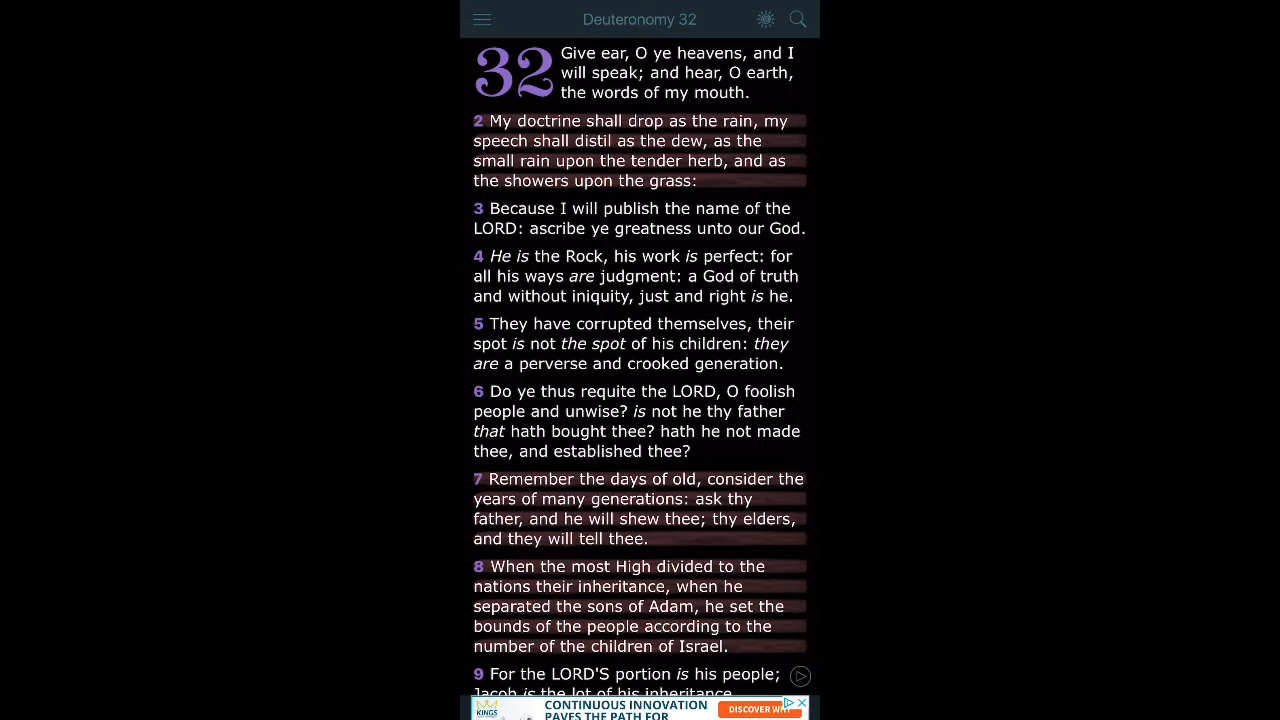 Deuteronomy 32
32 Give ear, O ye heavens, and I
will speak; and hear, O earth,
the words of my mouth.
2 My doctrine shall drop as the rain, my
speech shall distil as the dew, as the
small rain upon the tender herb, and as
the showers upon the grass:
3 Because I will publish the name of the
LORD: ascribe ye greatness unto our God.
4 He is the Rock, his work is perfect: for
all his ways are judgment: a God of truth
and without iniquity, just and right is he.
5 They have corrupted themselves, their
spot is not the spot of his children: they
are a perverse and crooked generation.
6 Do ye thus requite the LORD, O foolish
people and unwise? is not he thy father
that hath bought thee? hath he not made
thee, and established thee?
7 Remember the days of old, consider the
years of many generations: ask thy
father, and he will shew thee; thy elders,
and they will tell thee.
8 When the most High divided to the
nations their inheritance, when he
separated the sons of Adam, he set the
bounds of the people according to the
number of the children of Israel.
9 For the LORD'S portion is his people;
Jacob is the lot of his inheritance.
KINGS
CONTINUOUS INNOVATION
PAVES THE PATH FOR
DISCOVER WHY